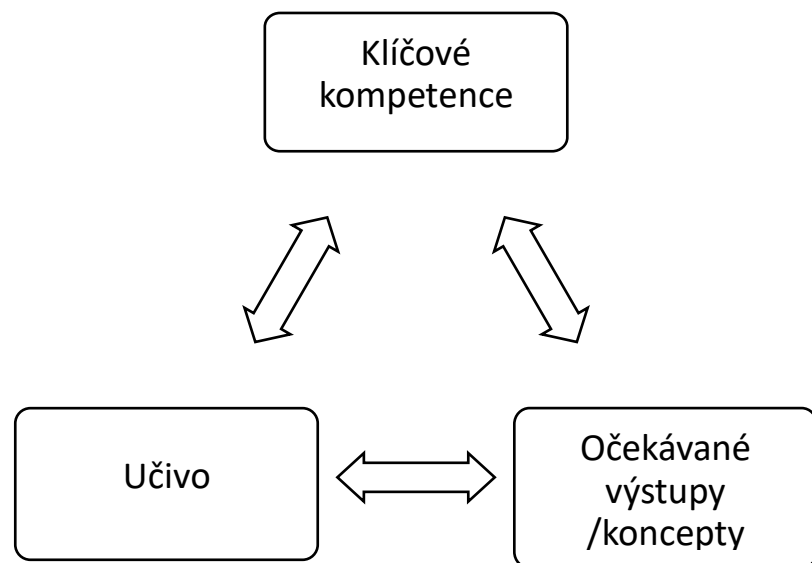 Klíčové
kompetence
Učivo
Očekávané
výstupy
/koncepty